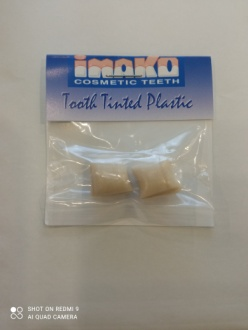 imako
COSMETIC TEETH
Tooth Tinted Plastic
SHOT ON REDMI 9
AI QUAD CAMERA